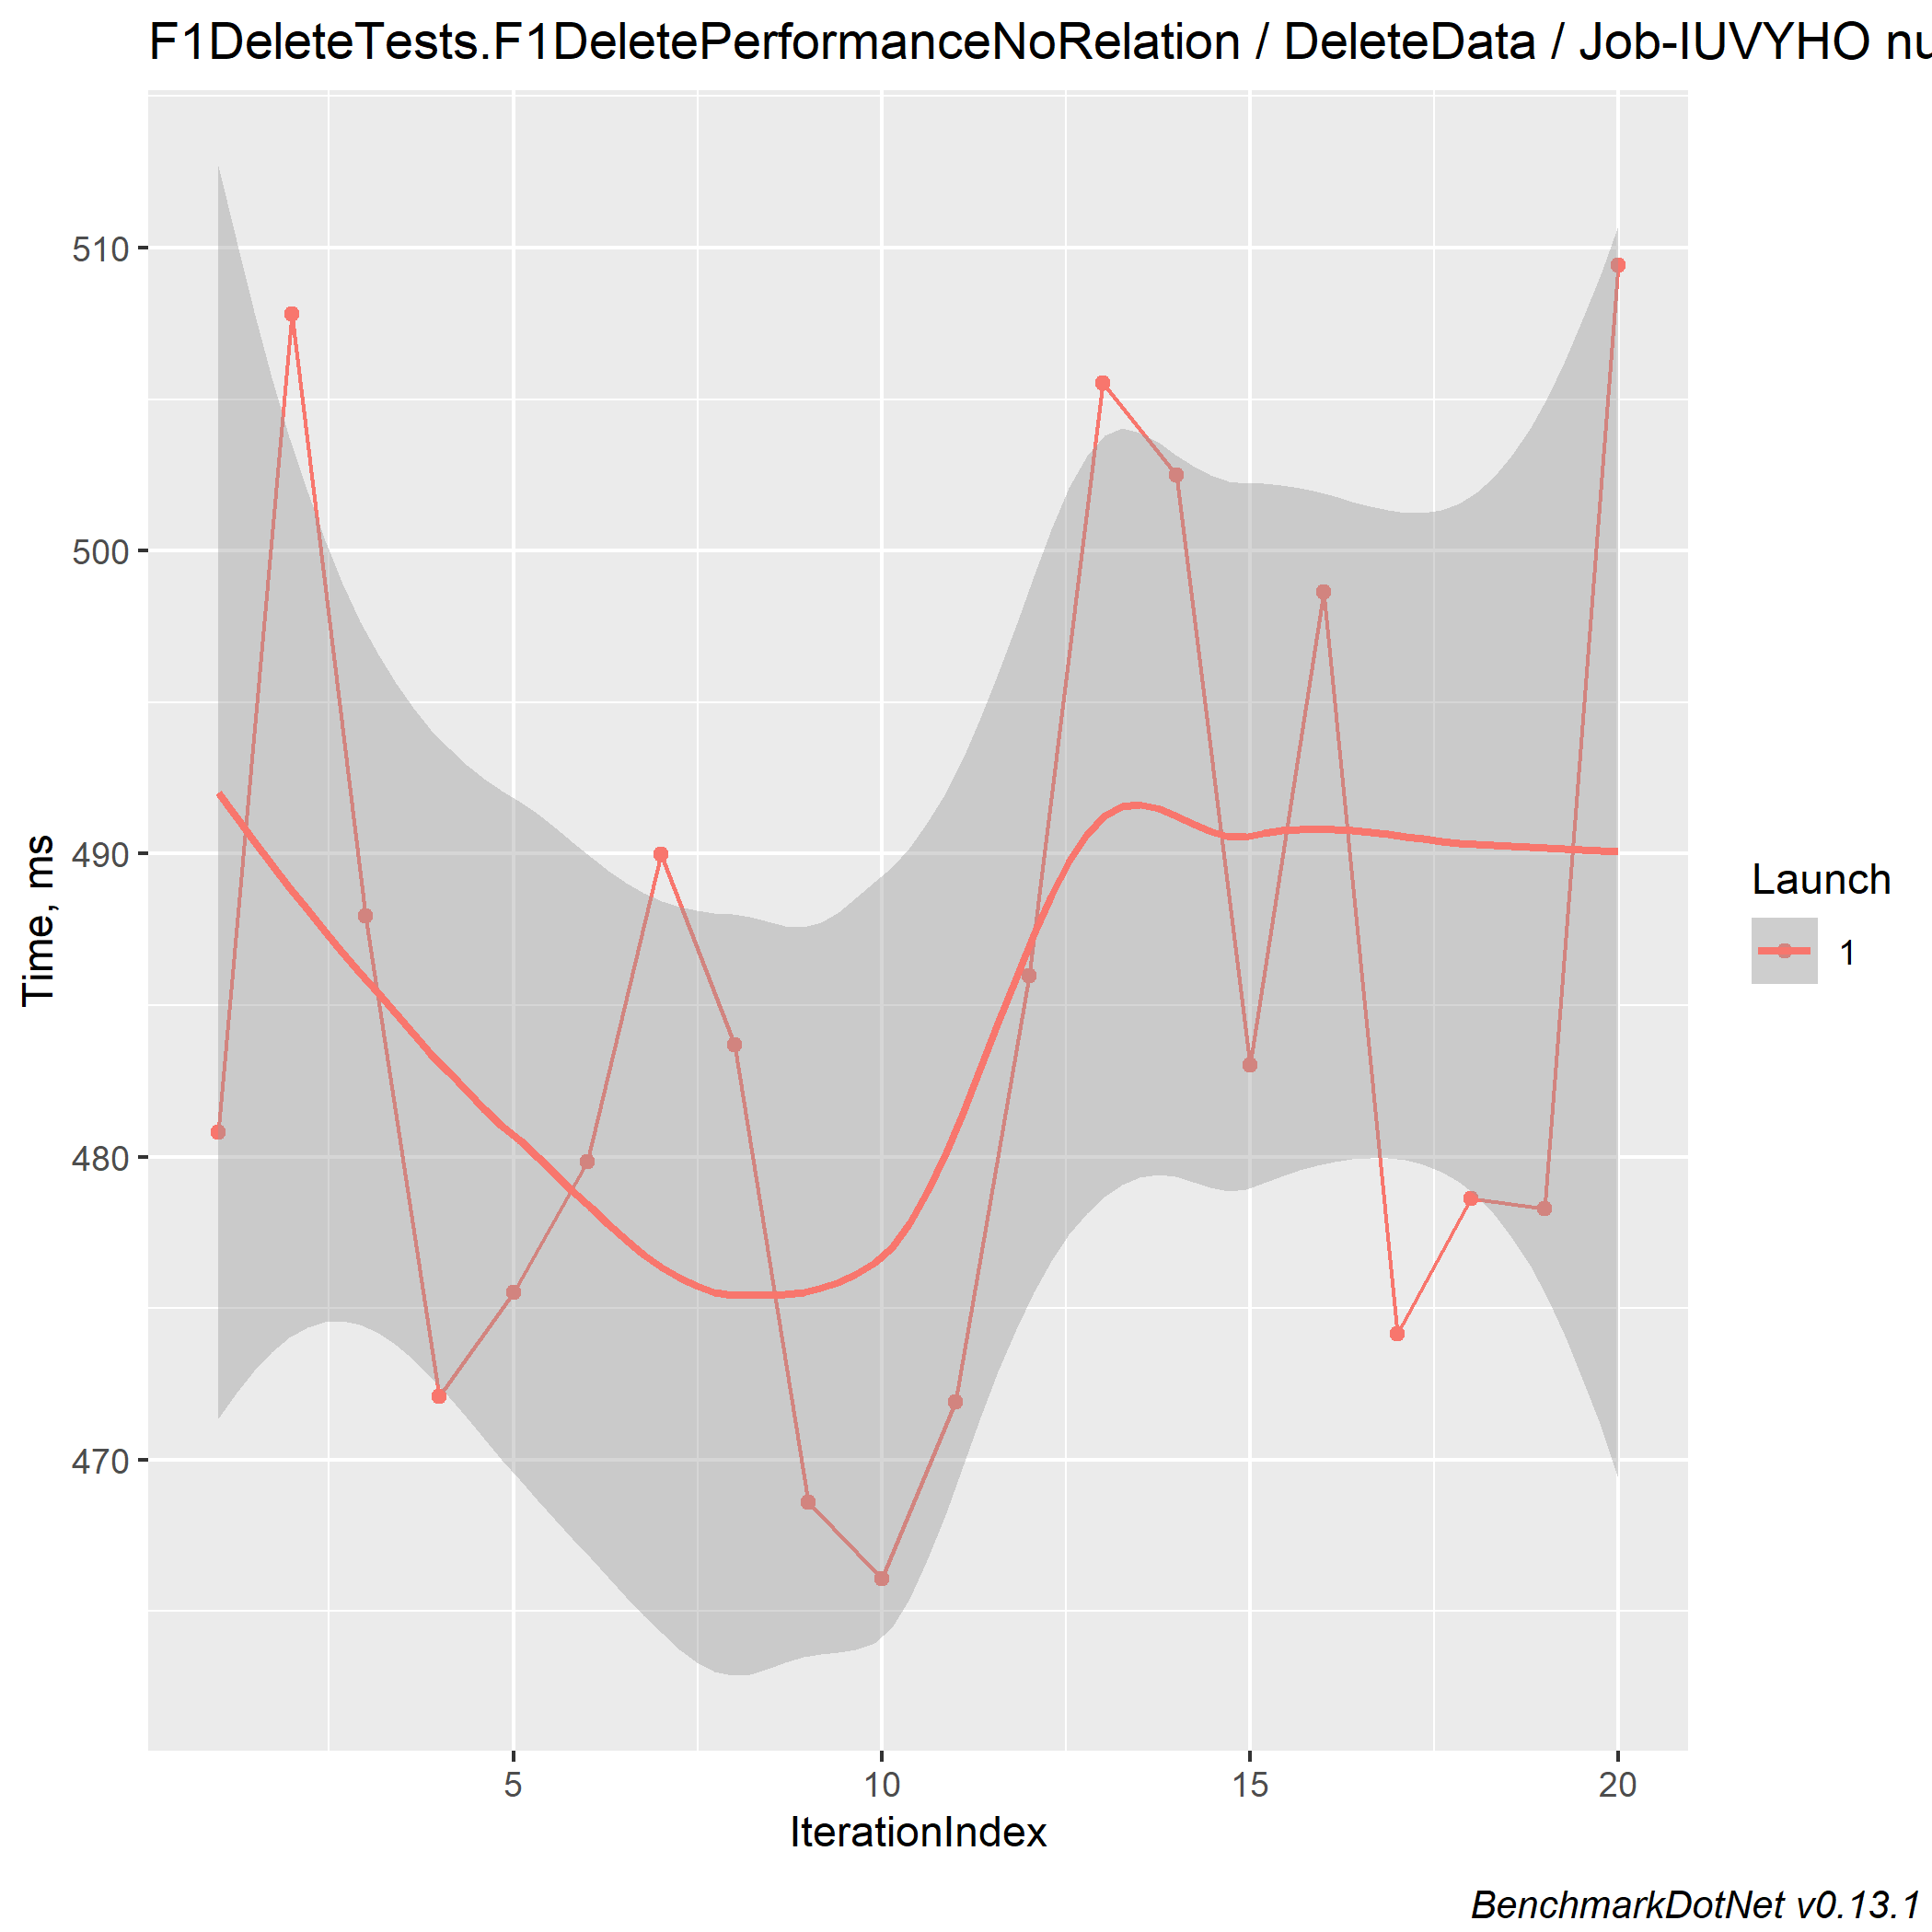 F1DeleteTests.F1DeletePerformanceNoRelation / DeleteData / Job-IUVYHO
510
500
490
480
470
Time, ms
5
10
15
20
IterationIndex
Launch
1
BenchmarkDotNet v0.13.1